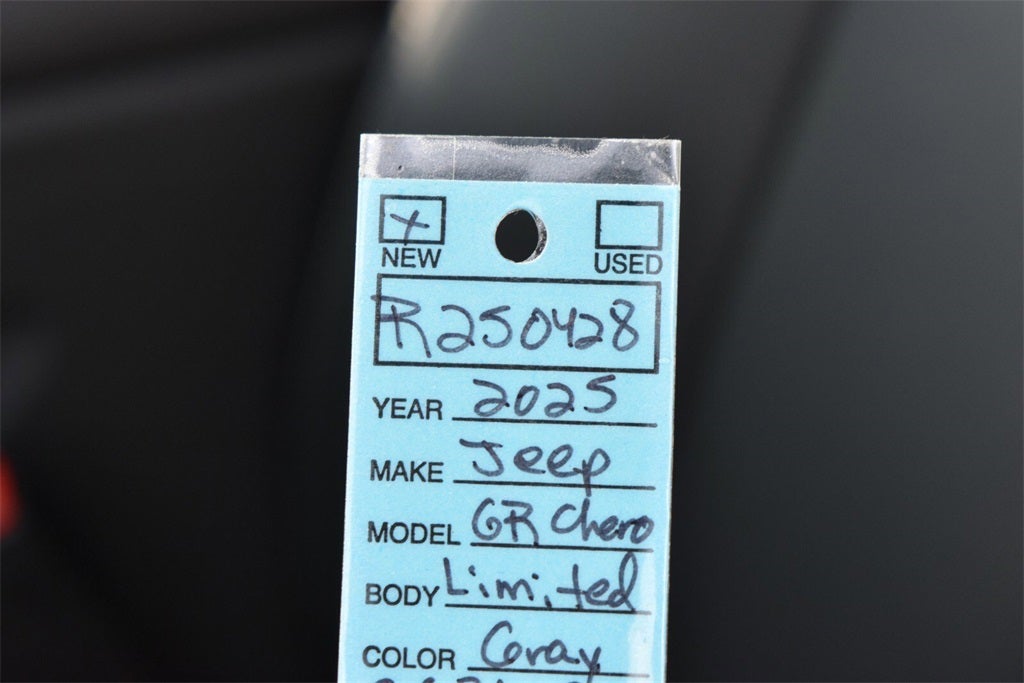 X
NEW USED
R250428
YEAR 2025
MAKE Jeep
MODEL GR Chero
BODY Limited
COLOR Gray